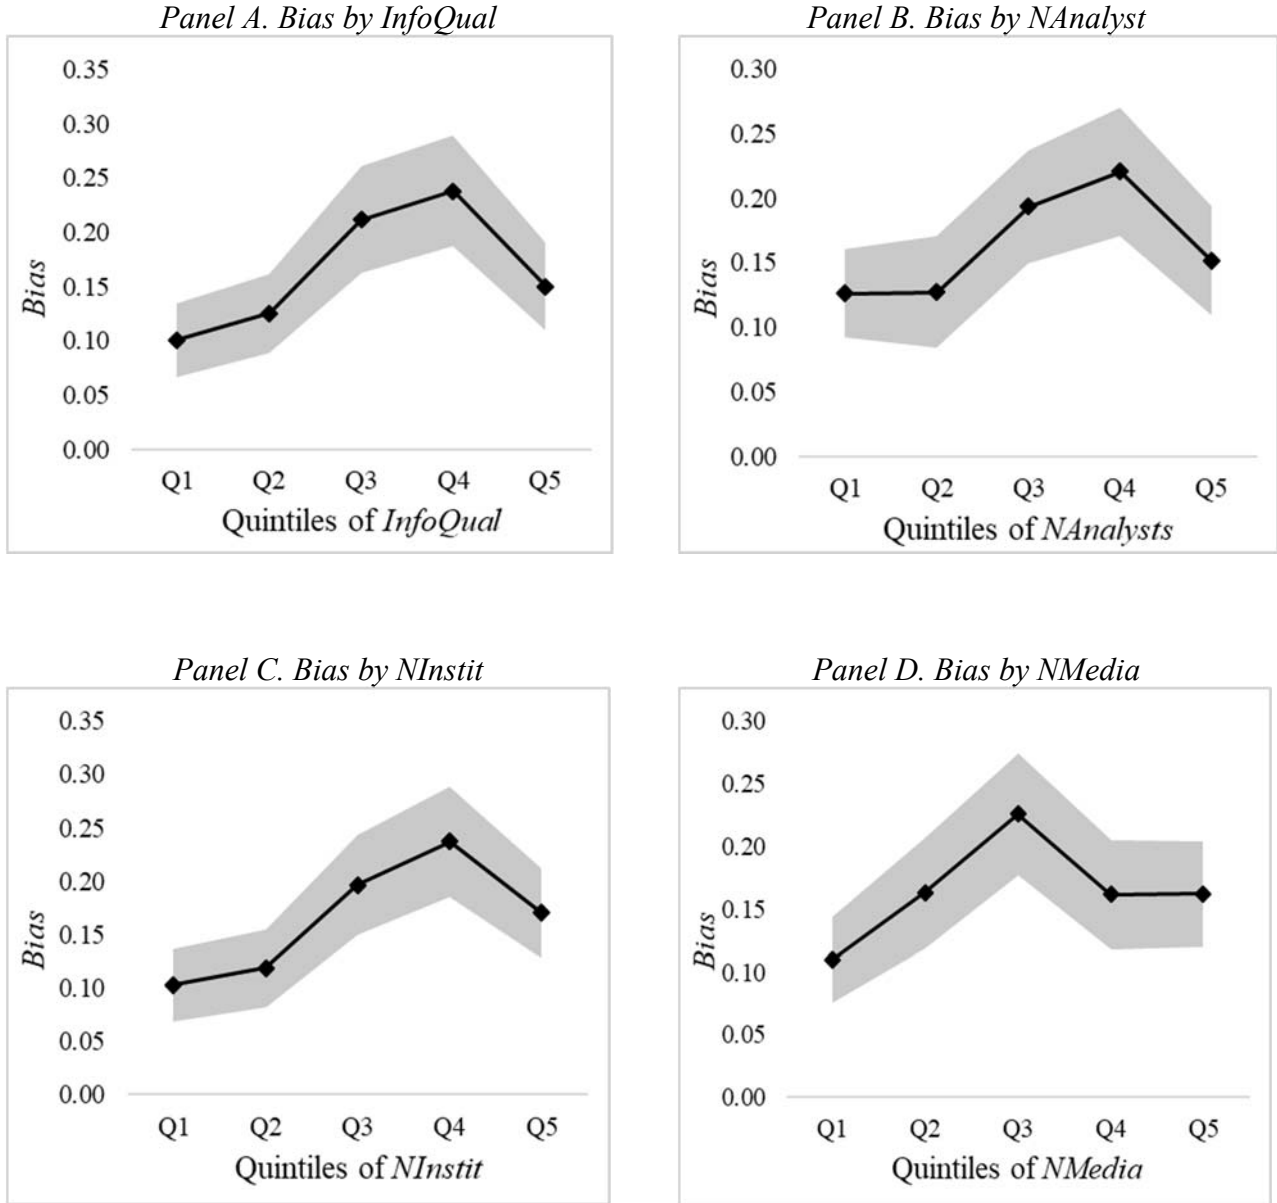 Panel A. Bias by InfoQual
0.35
0.30
0.25
0.20
0.15
0.10
0.05
0.00
Bias
Q1 Q2 Q3 Q4 Q5
Quintiles of InfoQual
Panel B. Bias by NAnalyst
0.30
0.25
0.20
0.15
0.10
0.05
0.00
Bias
Q1 Q2 Q3 Q4 Q5
Quintiles of NAnalysts
Panel C. Bias by NInstit
0.35
0.30
0.25
0.20
0.15
0.10
0.05
0.00
Bias
Q1 Q2 Q3 Q4 Q5
Quintiles of NInstit
Panel D. Bias by NMedia
0.30
0.25
0.20
0.15
0.10
0.05
0.00
Bias
Q1 Q2 Q3 Q4 Q5
Quintiles of NMedia